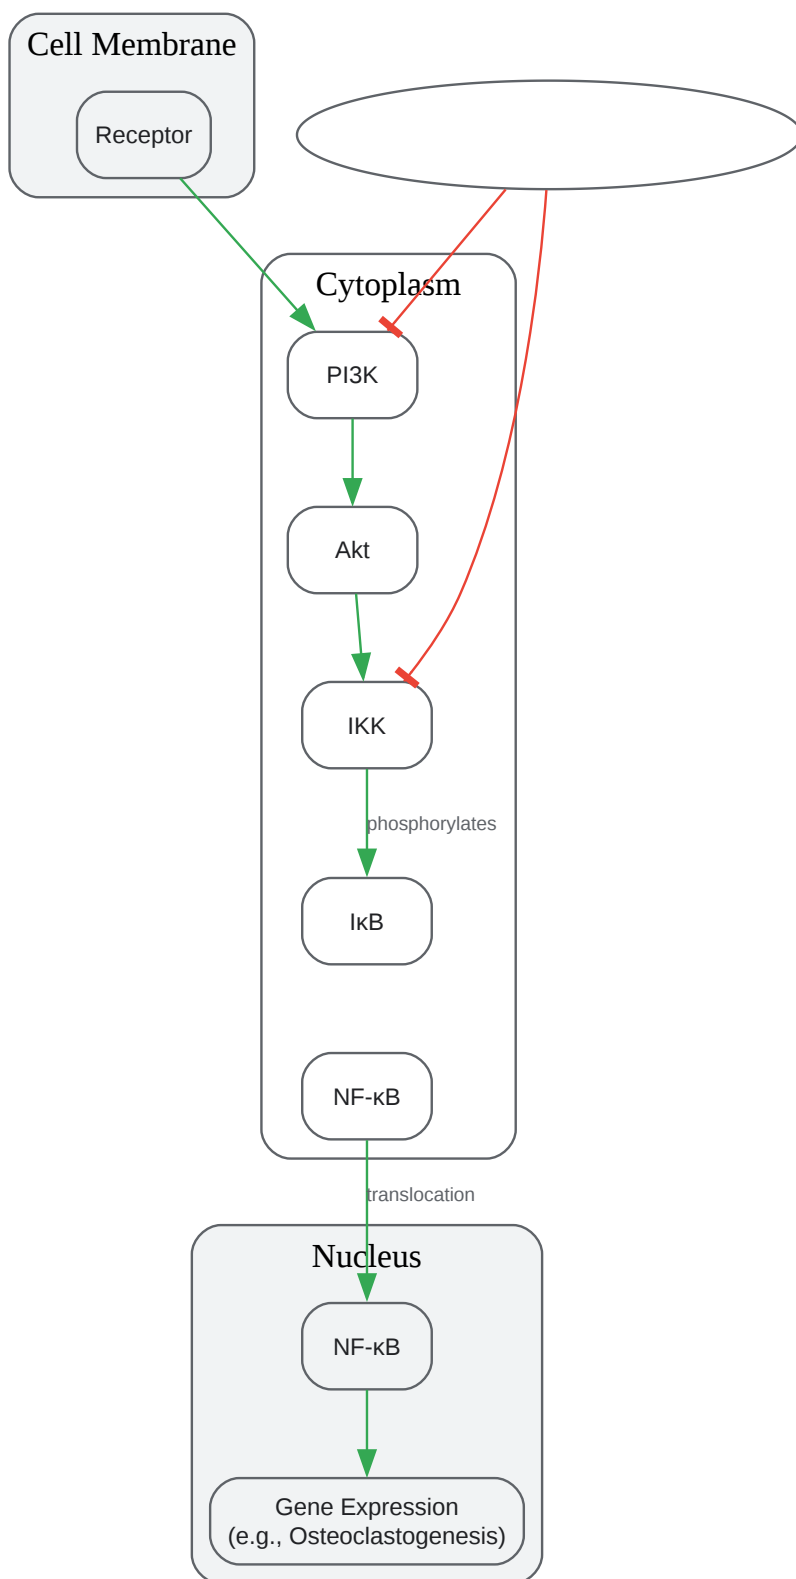 Cell Membrane
Receptor
Cytoplasm
PI3K
Akt
IKK
phosphorylates
IκB
NF-κB
translocation
Nucleus
NF-κB
Gene Expression
(e.g., Osteoclastogenesis)